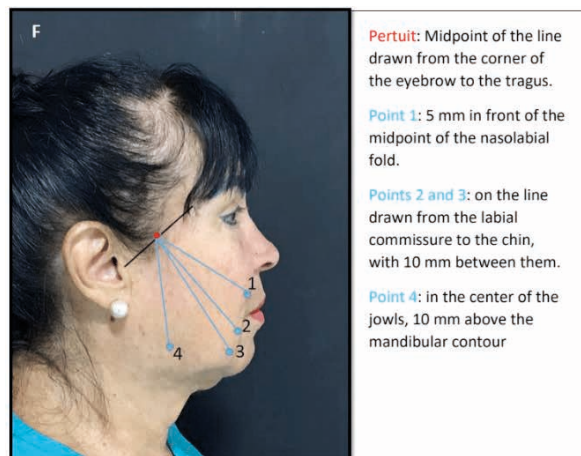 F
Pertuit: Midpoint of the line
drawn from the corner of
the eyebrow to the tragus.
Point 1: 5 mm in front of the
midpoint of the nasolabial
fold.
Points 2 and 3: on the line
drawn from the labial
commissure to the chin,
with 10 mm between them.
Point 4: in the center of the
jowls, 10 mm above the
mandibular contour
1
2
3
4